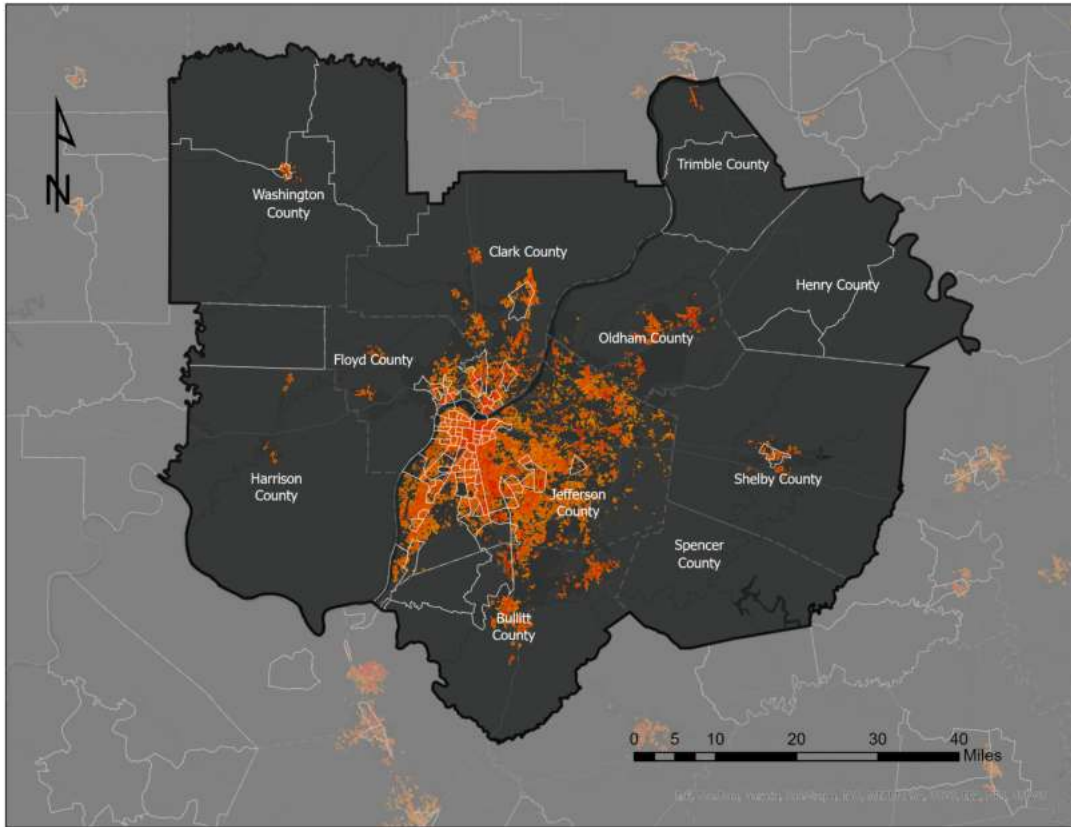 N
Trimble County
Washington
County
Clark County
Henry County
Oldham County
Floyd County
Harrison
County
Shelby County
Jefferson
County
Spencer
County
Bullitt
County
0 5 10 20 30 40
Miles